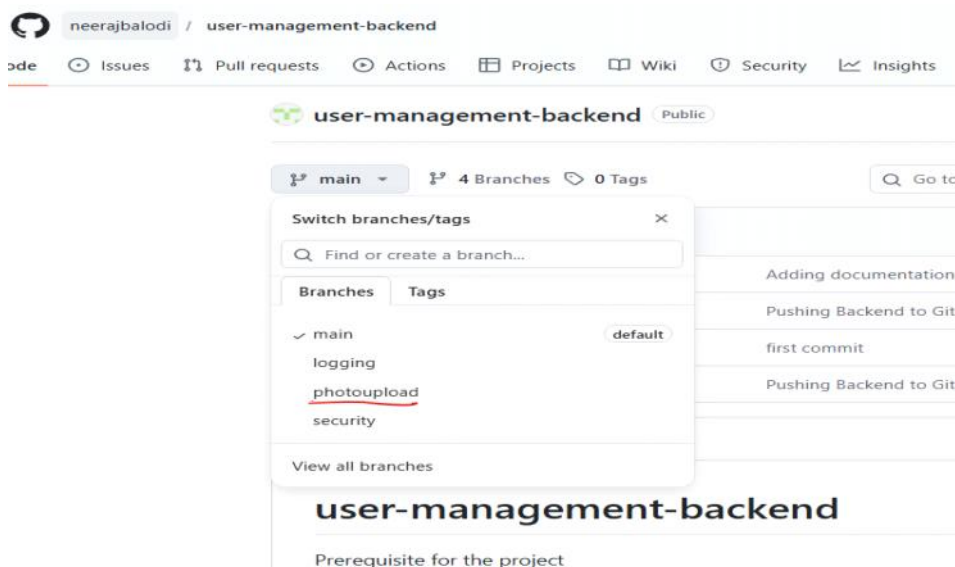 neerajbalodi / user-management-backend
ode Issues Pull requests Actions Projects Wiki Security Insights
user-management-backend Public
main 4 Branches 0 Tags Go to
Switch branches/tags
Find or create a branch...
Adding documentation
Branches Tags
Pushing Backend to Git
main default
first commit
logging
Pushing Backend to Git
photoupload
security
View all branches
user-management-backend
Prerequisite for the project